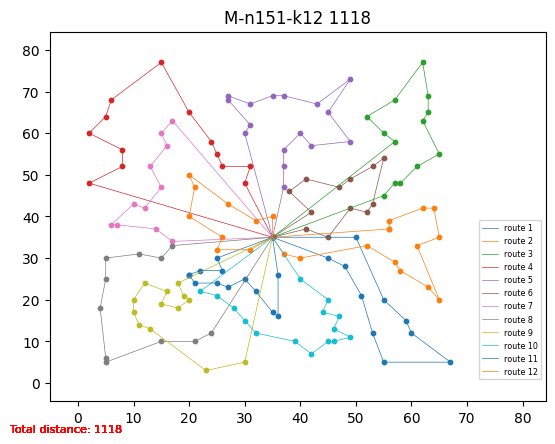 M-n151-k12 1118
80
70
60
50
40
30
20
10
0
0 10 20 30 40 50 60 70 80
route 1
route 2
route 3
route 4
route 5
route 6
route 7
route 8
route 9
route 10
route 11
route 12
Total distance: 1118